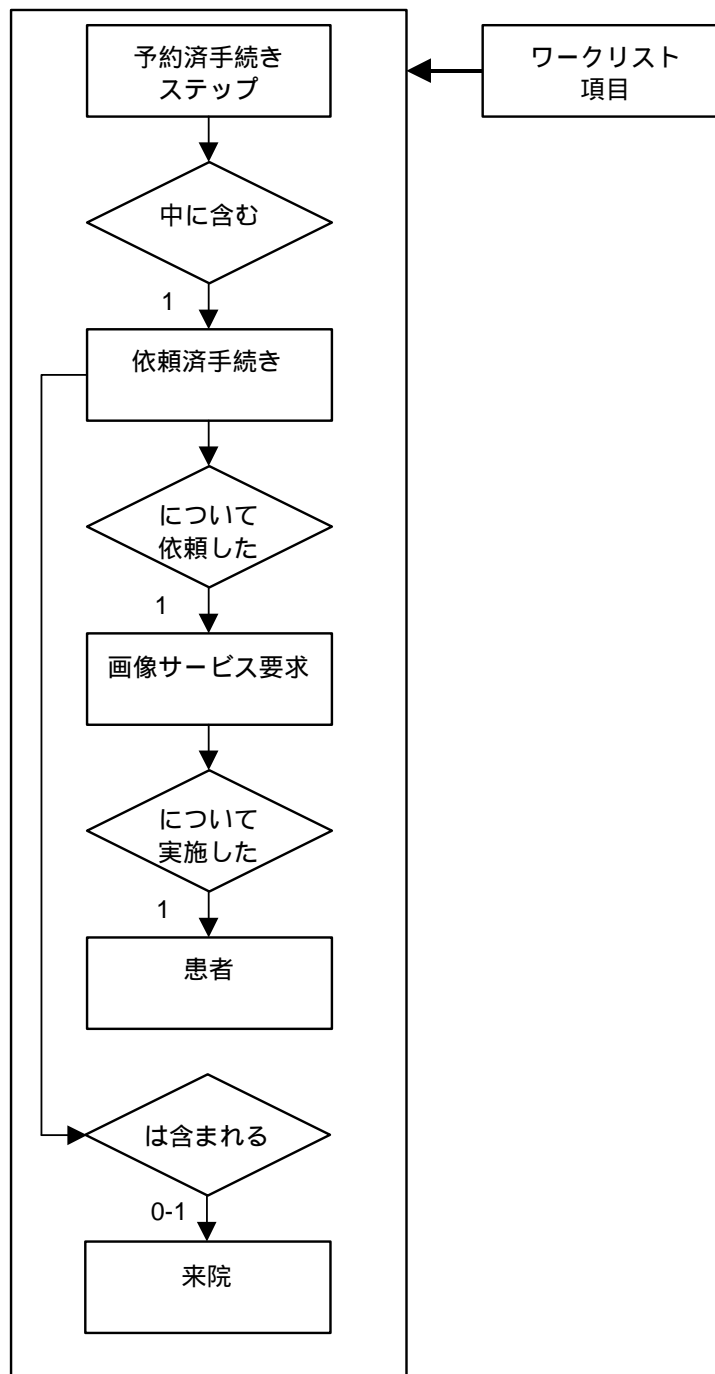 予約済手続き
ステップ
ワークリスト
項目
中に含む
1
依頼済手続き
について
依頼した
1
画像サービス要求
について
実施した
1
患者
は含まれる
0-1
来院